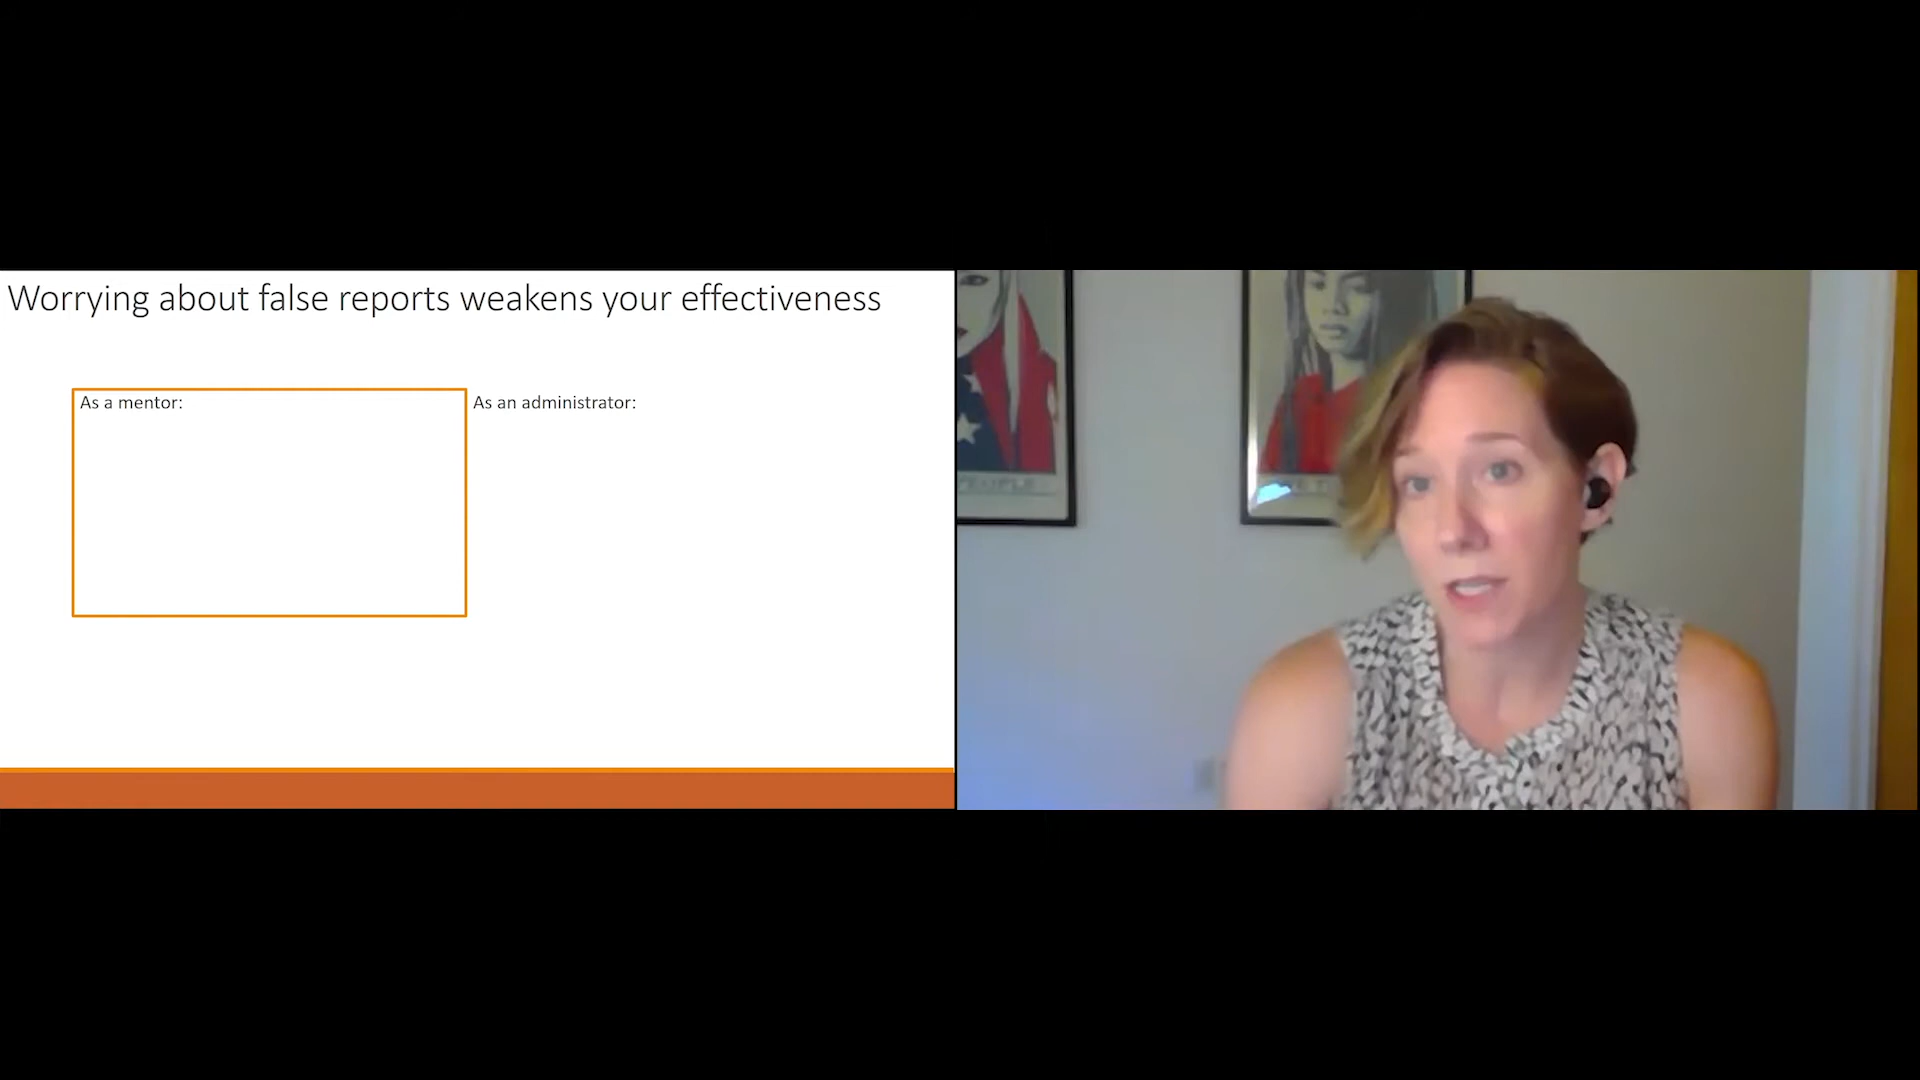 Worrying about false reports weakens your effectiveness
As a mentor:
As an administrator: